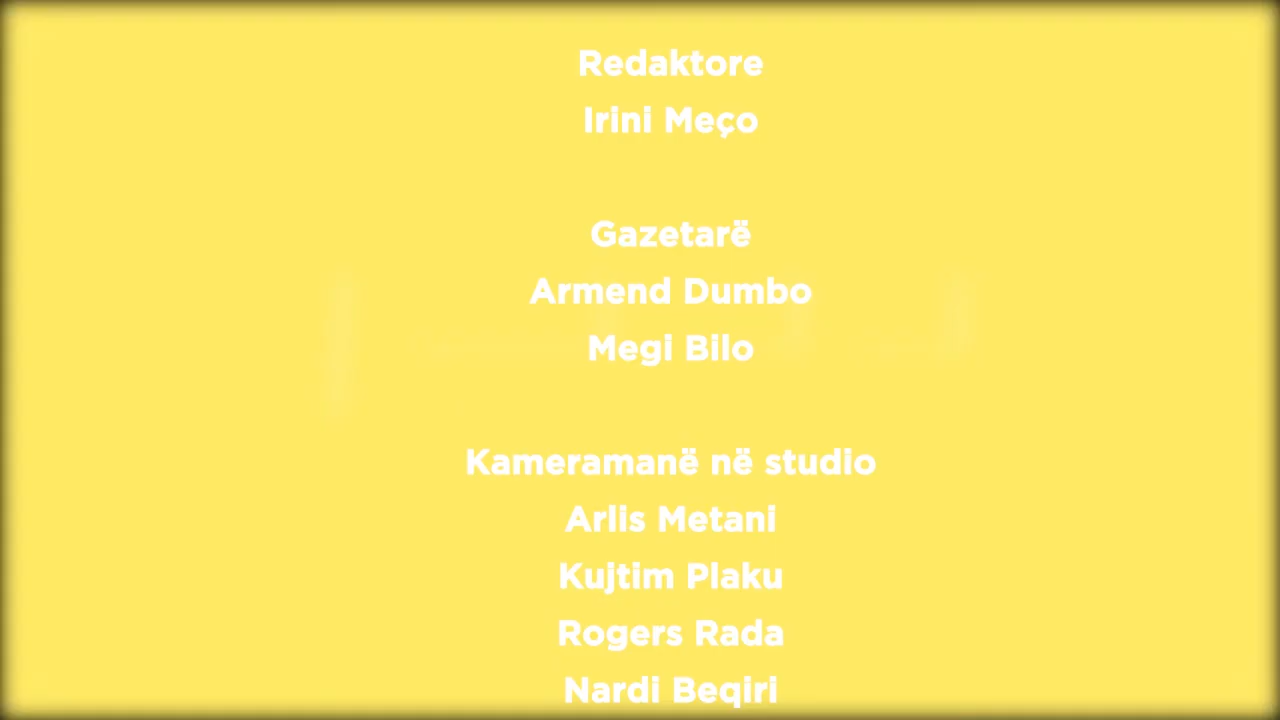 Redaktore
Irini Meço
Gazetarë
Armend Dumbo
Megi Bilo
Kameramanë në studio
Arlis Metani
Kujtim Plaku
Rogers Rada
Nardi Beqiri